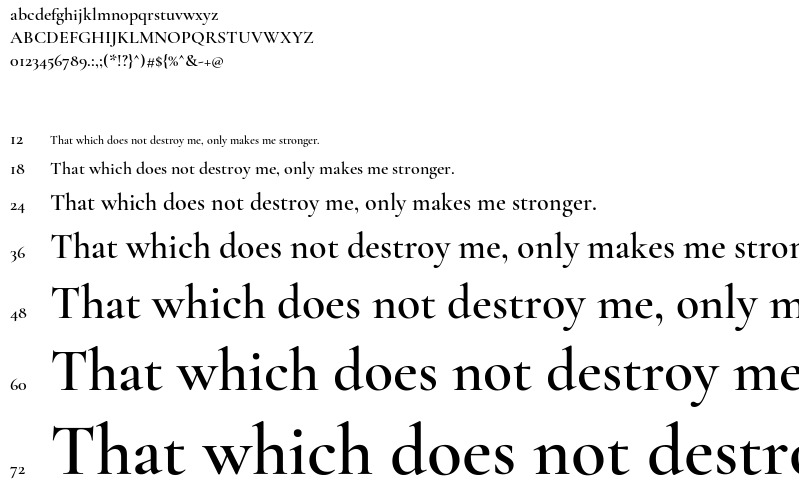 abcdefghijklmnopqrstuvwxyz
ABCDEFGHIJKLMNOPQRSTUVWXYZ
0123456789.:,;(*!?}^)#${%^&-+@
12 That which does not destroy me, only makes me stronger.
18 That which does not destroy me, only makes me stronger.
24 That which does not destroy me, only makes me stronger.
36 That which does not destroy me, only makes me stron
48 That which does not destroy me, only m
60 That which does not destroy me
72 That which does not destro